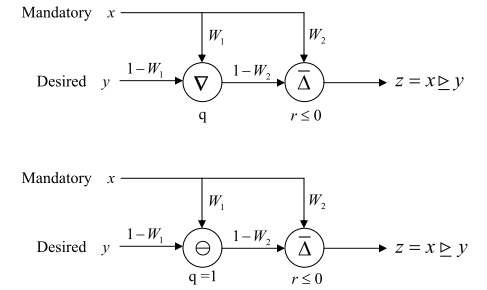 Mandatory x
W₁ W₂
Desired y 1−W₁ ∇ 1−W₂ Δ̅ z = x ⊵ y
q r ≤ 0
Mandatory x
W₁ W₂
Desired y 1−W₁ ⊖ 1−W₂ Δ̅ z = x ⊵ y
q =1 r ≤ 0